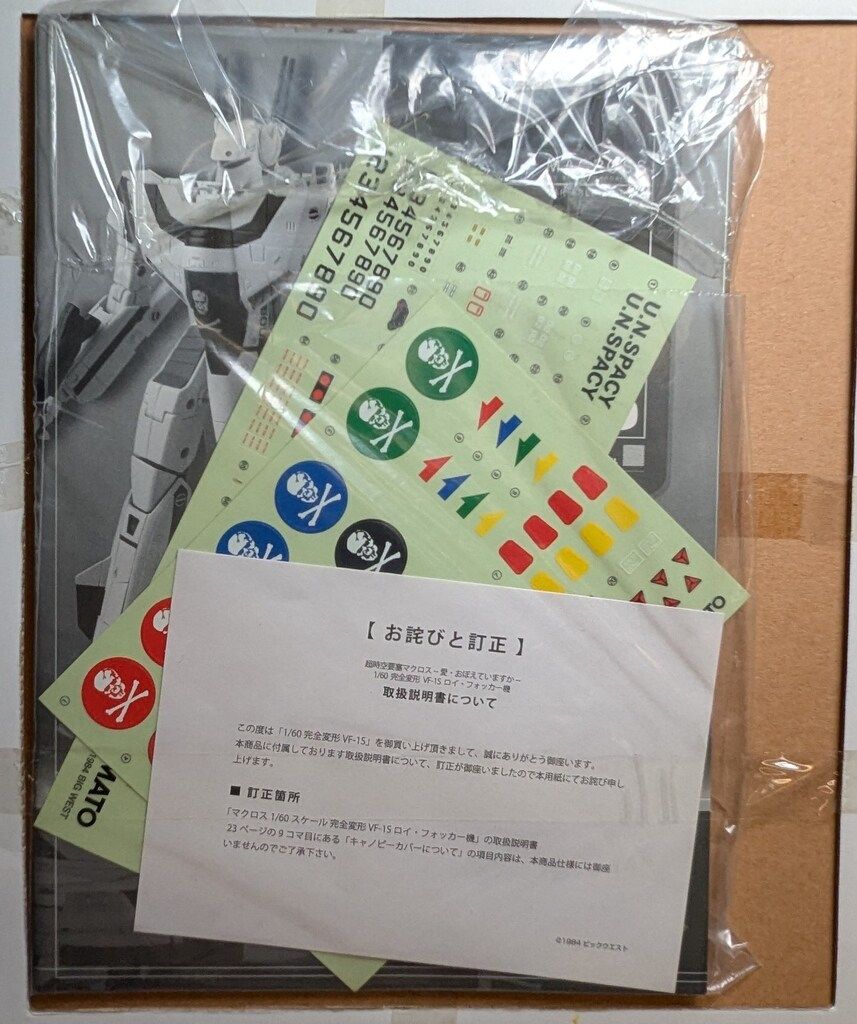 1234567890
34567890
4567890
U.N.SPACY
U.N.SPACY
MATO
1984 BIG WEST
【 お詫びと訂正 】
超時空要塞マクロス－愛・おぼえていますか－
1/60 完全変形 VF-1S ロイ・フォッカー機
取扱説明書について
この度は「1/60 完全変形 VF-1S」を御買い上げ頂きまして、誠にありがとう御座います。
本商品に付属しております取扱説明書について、訂正が御座いましたので本用紙にてお詫び申し
上げます。
■ 訂正箇所
「マクロス 1/60 スケール 完全変形 VF-1S ロイ・フォッカー機」の取扱説明書
23 ページの 9 コマ目にある「キャノピーカバーについて」の項目内容は、本商品仕様には御座
いませんのでご了承下さい。
©1984 ビックウエスト